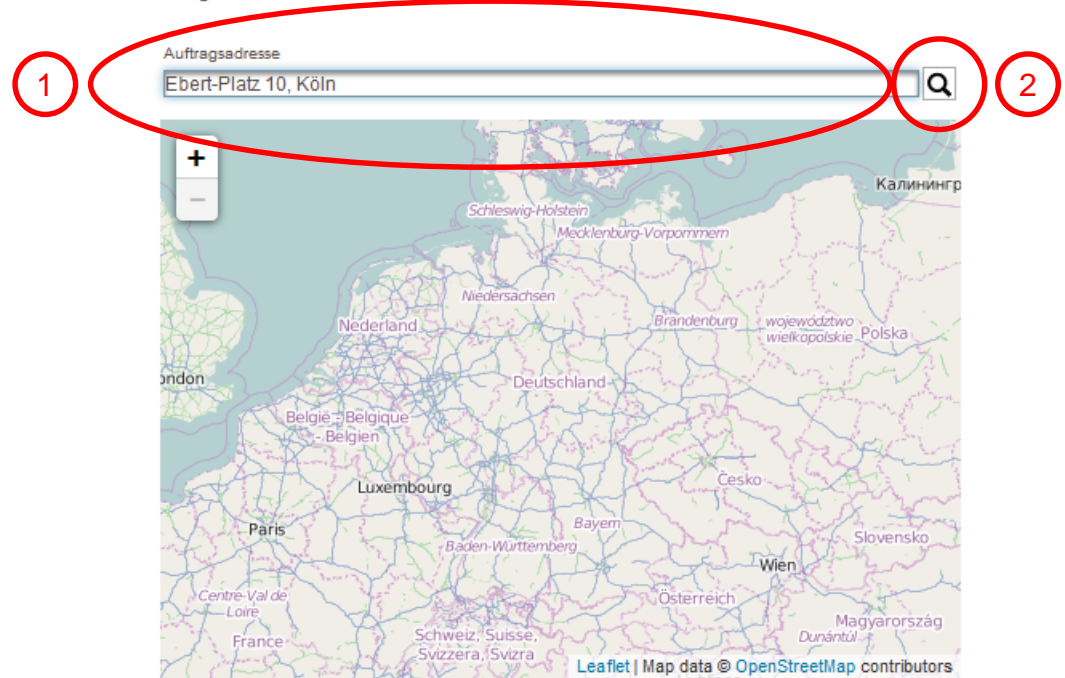 Auftragsadresse
1
Ebert-Platz 10, Köln
2
+
−
Калинингр
Schleswig-Holstein
Mecklenburg-Vorpommern
Niedersachsen
Nederland
Brandenburg
województwo
wielkopolskie
Polska
ondon
Deutschland
België - Belgique
- Belgien
Luxembourg
Česko
Paris
Bayern
Baden-Württemberg
Slovensko
Wien
Centre-Val de
Loire
Österreich
Magyarország
France
Schweiz, Suisse,
Svizzera, Svizra
Dunántúl
Leaflet | Map data © OpenStreetMap contributors